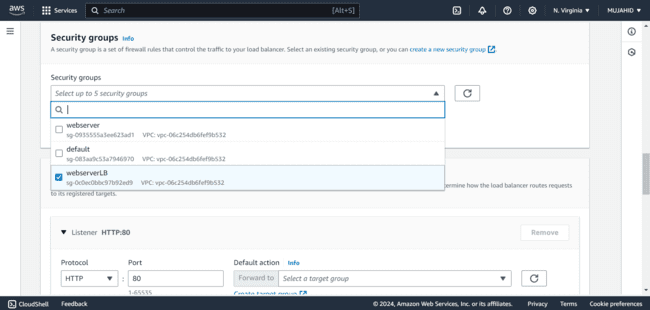 aws
Services
Search
[Alt+S]
N. Virginia
MUJAHID
Security groups Info
A security group is a set of firewall rules that control the traffic to your load balancer. Select an existing security group, or you can create a new security group
Security groups
Select up to 5 security groups
webserver
sg-0935555a3ee623ad1 VPC: vpc-06c254db6fef9b532
default
sg-083aa9c53a7946970 VPC: vpc-06c254db6fef9b532
webserverLB
sg-0c0ec0bbc97b92ed9 VPC: vpc-06c254db6fef9b532
determine how the load balancer routes requests
to its registered targets.
Listener HTTP:80
Remove
Protocol
Port
Default action Info
HTTP
:
80
Forward to
Select a target group
1-65535
Create target group
CloudShell
Feedback
© 2024, Amazon Web Services, Inc. or its affiliates.
Privacy
Terms
Cookie preferences